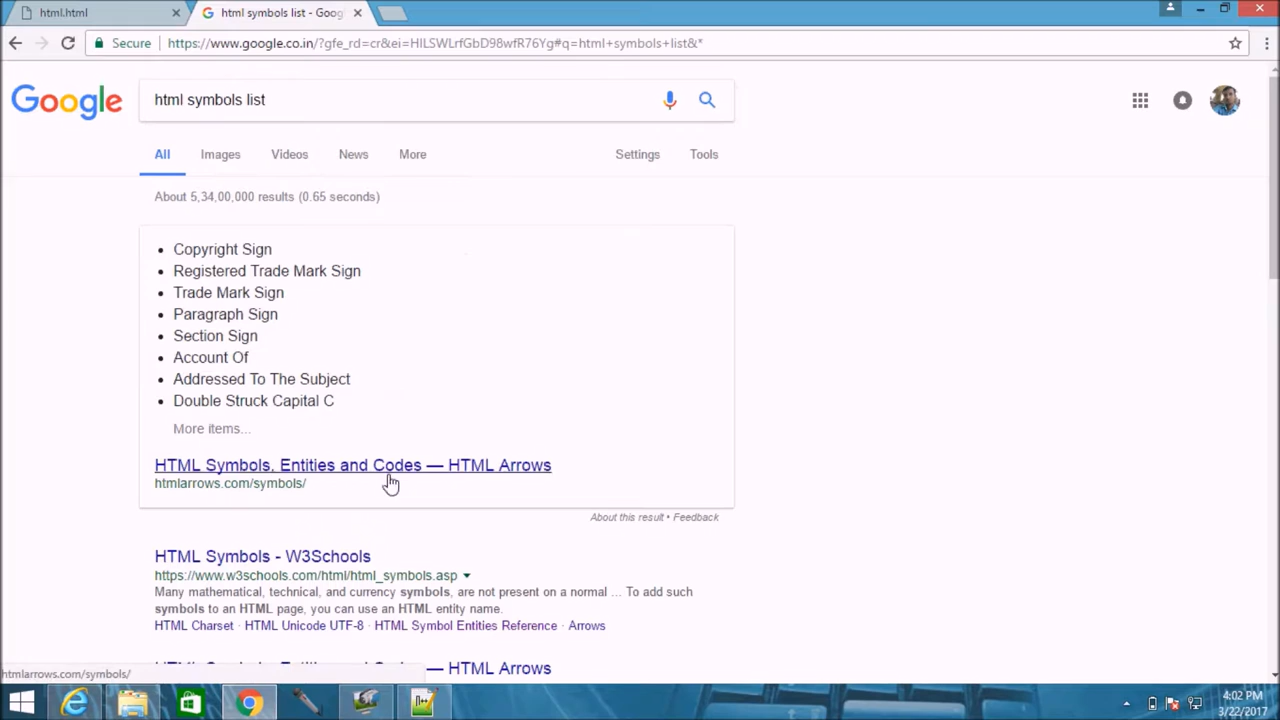 html.html
html symbols list - Goog
Secure https://www.google.co.in/?gfe_rd=cr&ei=HILSWLrfGbD98wfR76Yg#q=html+symbols+list&*
Google
html symbols list
All Images Videos News More Settings Tools
About 5,34,00,000 results (0.65 seconds)
• Copyright Sign
• Registered Trade Mark Sign
• Trade Mark Sign
• Paragraph Sign
• Section Sign
• Account Of
• Addressed To The Subject
• Double Struck Capital C
More items...
HTML Symbols, Entities and Codes — HTML Arrows
htmlarrows.com/symbols/
About this result • Feedback
HTML Symbols - W3Schools
https://www.w3schools.com/html/html_symbols.asp
Many mathematical, technical, and currency symbols, are not present on a normal ... To add such
symbols to an HTML page, you can use an HTML entity name.
HTML Charset · HTML Unicode UTF-8 · HTML Symbol Entities Reference · Arrows
HTML Symbols, Entities and Codes — HTML Arrows
htmlarrows.com/symbols/
4:02 PM
3/22/2017